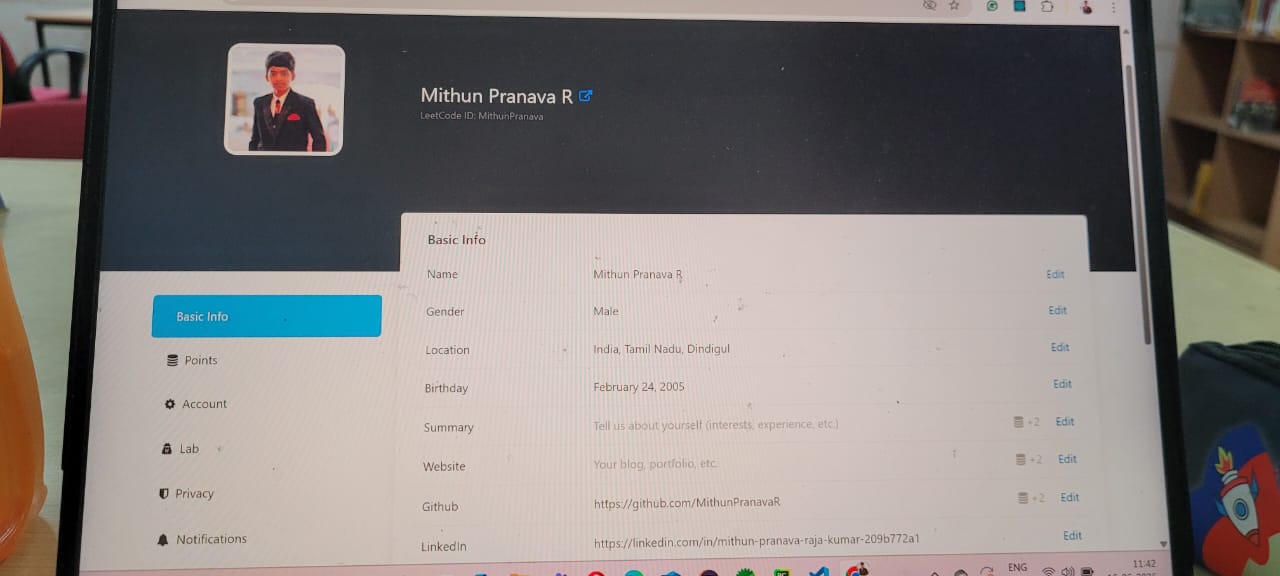 Mithun Pranava R
LeetCode ID: MithunPranava
Basic Info
Name Mithun Pranava R Edit
Gender Male Edit
Location India, Tamil Nadu, Dindigul Edit
Birthday February 24, 2005 Edit
Summary Tell us about yourself (interests, experience, etc.) +2 Edit
Website Your blog, portfolio, etc. +2 Edit
Github https://github.com/MithunPranavaR +2 Edit
LinkedIn https://linkedin.com/in/mithun-pranava-raja-kumar-209b772a1 Edit
Basic Info
Points
Account
Lab
Privacy
Notifications
ENG
11:42